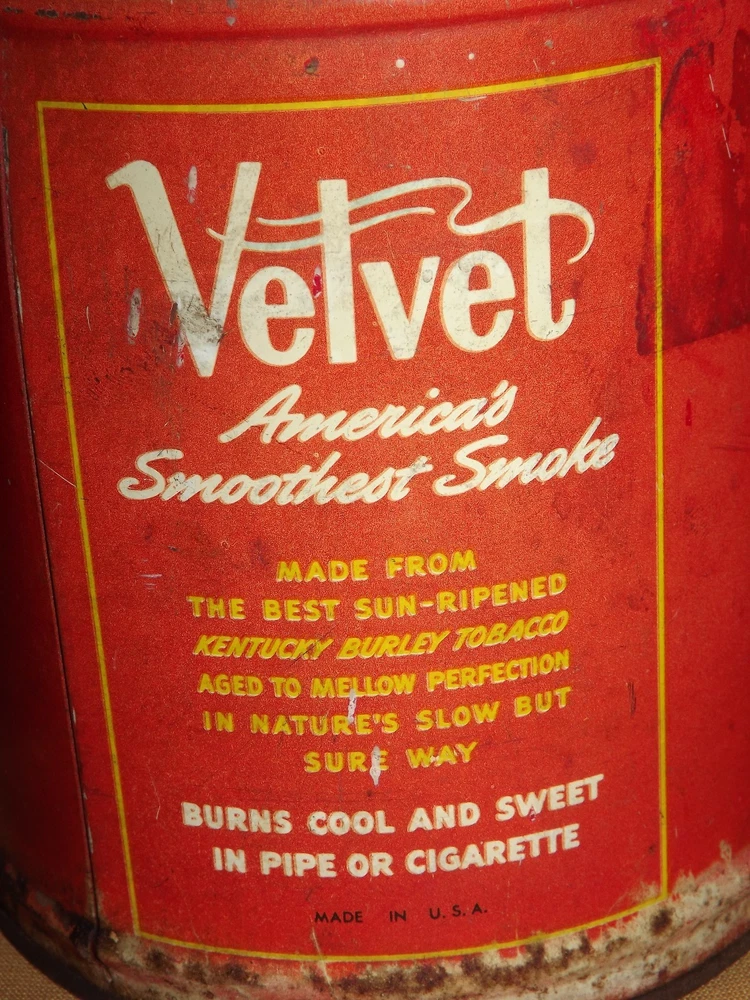 Velvet
America's
Smoothest Smoke
MADE FROM
THE BEST SUN-RIPENED
KENTUCKY BURLEY TOBACCO
AGED TO MELLOW PERFECTION
IN NATURE'S SLOW BUT
SURE WAY
BURNS COOL AND SWEET
IN PIPE OR CIGARETTE
MADE IN U.S.A.